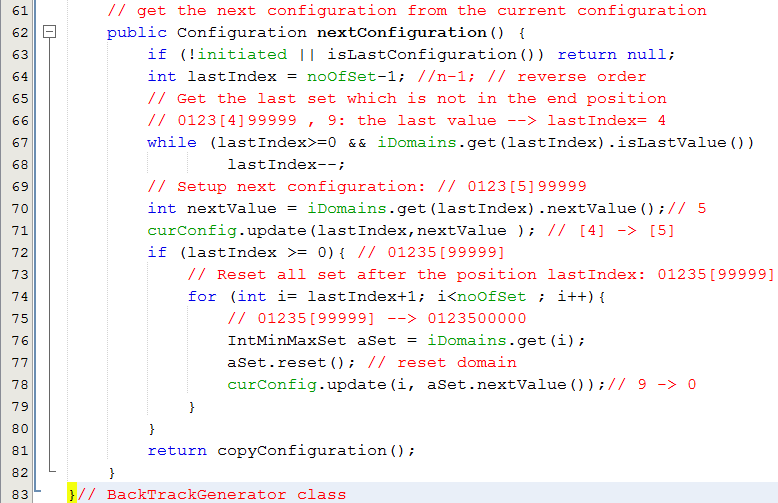 61 // get the next configuration from the current configuration
62 public Configuration nextConfiguration() {
63 if (!initiated || isLastConfiguration()) return null;
64 int lastIndex = noOfSet-1; //n-1; // reverse order
65 // Get the last set which is not in the end position
66 // 0123[4]99999 , 9: the last value --> lastIndex= 4
67 while (lastIndex>=0 && iDomains.get(lastIndex).isLastValue())
68 lastIndex--;
69 // Setup next configuration: // 0123[5]99999
70 int nextValue = iDomains.get(lastIndex).nextValue();// 5
71 curConfig.update(lastIndex,nextValue ); // [4] -> [5]
72 if (lastIndex >= 0){ // 01235[99999]
73 // Reset all set after the position lastIndex: 01235[99999]
74 for (int i= lastIndex+1; i<noOfSet ; i++){
75 // 01235[99999] --> 0123500000
76 IntMinMaxSet aSet = iDomains.get(i);
77 aSet.reset(); // reset domain
78 curConfig.update(i, aSet.nextValue());// 9 -> 0
79 }
80 }
81 return copyConfiguration();
82 }
83 }// BackTrackGenerator class